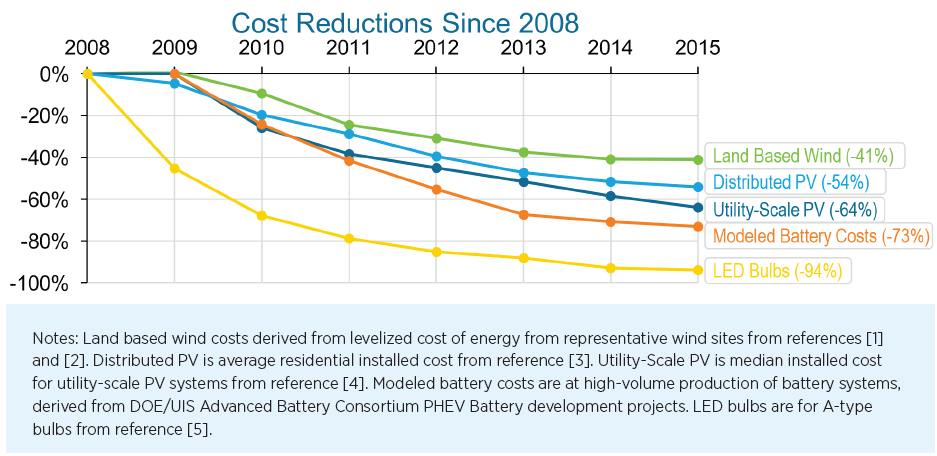 Cost Reductions Since 2008
2008 2009 2010 2011 2012 2013 2014 2015
0%
-20%
-40%
-60%
-80%
-100%
Land Based Wind (-41%)
Distributed PV (-54%)
Utility-Scale PV (-64%)
Modeled Battery Costs (-73%)
LED Bulbs (-94%)
Notes: Land based wind costs derived from levelized cost of energy from representative wind sites from references [1]
and [2]. Distributed PV is average residential installed cost from reference [3]. Utility-Scale PV is median installed cost
for utility-scale PV systems from reference [4]. Modeled battery costs are at high-volume production of battery systems,
derived from DOE/UIS Advanced Battery Consortium PHEV Battery development projects. LED bulbs are for A-type
bulbs from reference [5].